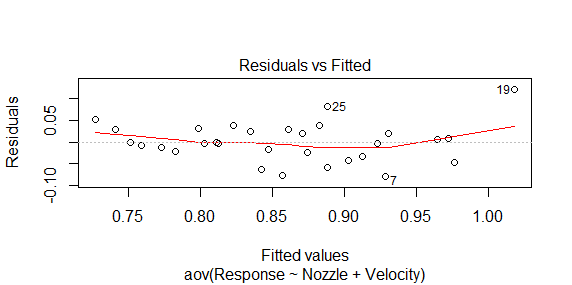 Residuals vs Fitted
Residuals
0.05
-0.10
19
25
7
0.75 0.80 0.85 0.90 0.95 1.00
Fitted values
aov(Response ~ Nozzle + Velocity)